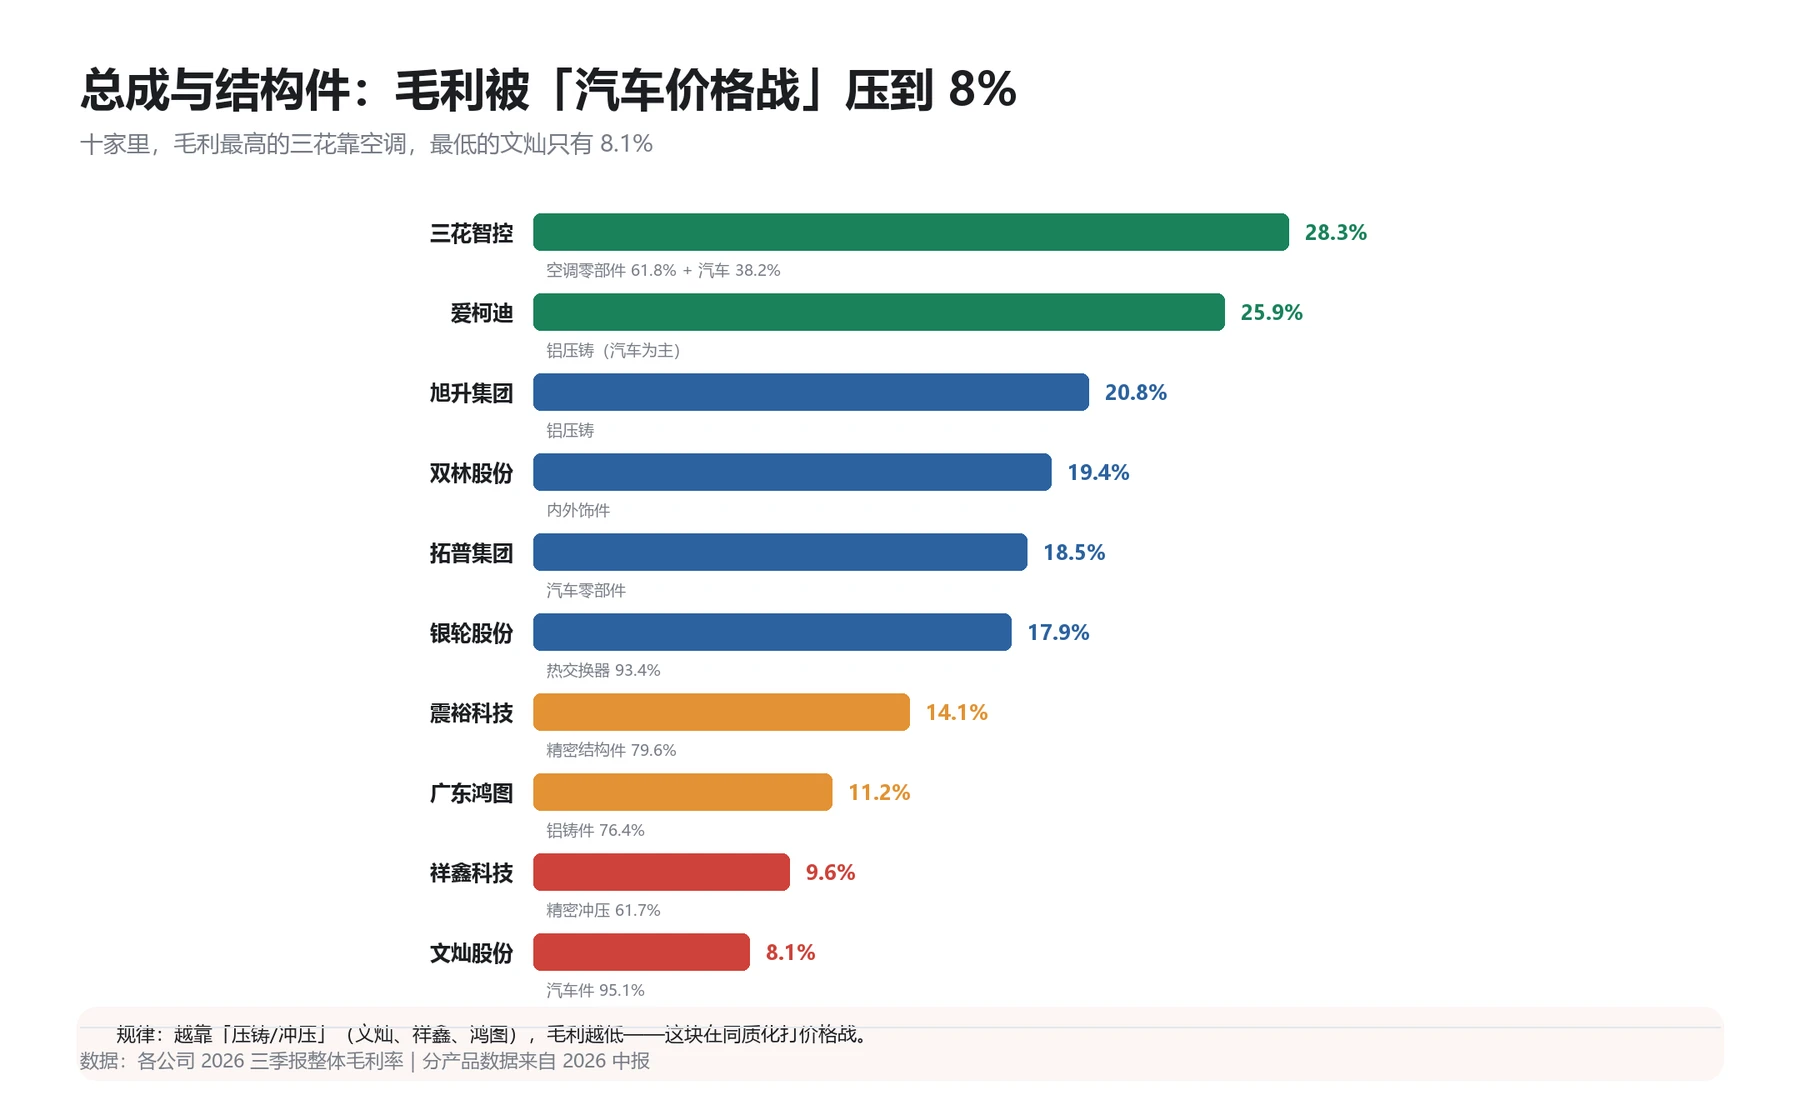 总成与结构件：毛利被「汽车价格战」压到 8%
十家里，毛利最高的三花靠空调，最低的文灿只有 8.1%
三花智控 28.3%
空调零部件 61.8% + 汽车 38.2%
爱柯迪 25.9%
铝压铸（汽车为主）
旭升集团 20.8%
铝压铸
双林股份 19.4%
内外饰件
拓普集团 18.5%
汽车零部件
银轮股份 17.9%
热交换器 93.4%
震裕科技 14.1%
精密结构件 79.6%
广东鸿图 11.2%
铝铸件 76.4%
祥鑫科技 9.6%
精密冲压 61.7%
文灿股份 8.1%
汽车件 95.1%
规律：越靠「压铸/冲压」（文灿、祥鑫、鸿图），毛利越低——这块在同质化打价格战。
数据：各公司 2026 三季报整体毛利率 | 分产品数据来自 2026 中报